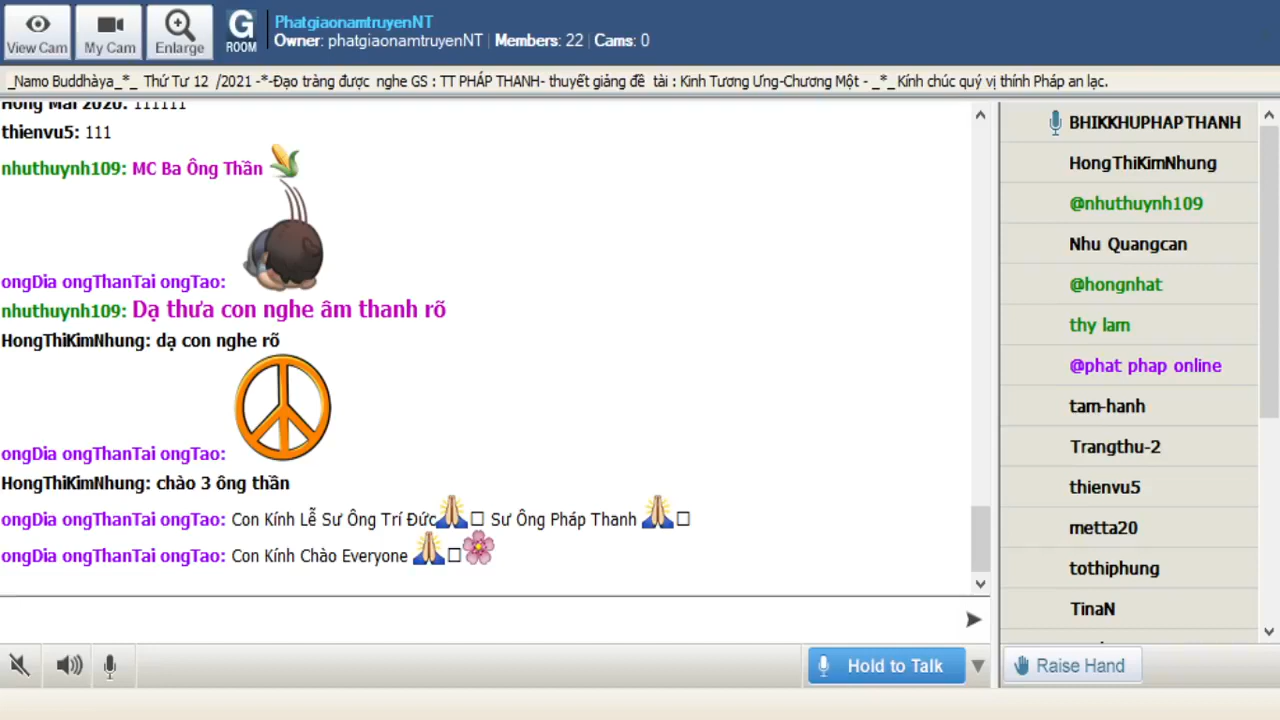 View Cam
My Cam
Enlarge
G
ROOM
PhatgiaonamtruyenNT
Owner: phatgiaonamtruyenNT | Members: 22 | Cams: 0
_Namo Buddhàya_*_ Thứ Tư 12 /2021 -*-Đạo tràng được nghe GS : TT PHÁP THANH- thuyết giảng đề tài : Kinh Tương Ưng-Chương Một - _*_ Kính chúc quý vị thính Pháp an lạc.
Hong Mai 2020: 111111
thienvu5: 111
nhuthuynh109: MC Ba Ông Thần
ongDia ongThanTai ongTao:
nhuthuynh109: Dạ thưa con nghe âm thanh rõ
HongThiKimNhung: dạ con nghe rõ
ongDia ongThanTai ongTao:
HongThiKimNhung: chào 3 ông thần
ongDia ongThanTai ongTao: Con Kính Lễ Sư Ông Trí Đức Sư Ông Pháp Thanh
ongDia ongThanTai ongTao: Con Kính Chào Everyone
BHIKKHUPHAPTHANH
HongThiKimNhung
@nhuthuynh109
Nhu Quangcan
@hongnhat
thy lam
@phat phap online
tam-hanh
Trangthu-2
thienvu5
metta20
tothiphung
TinaN
Hold to Talk
Raise Hand